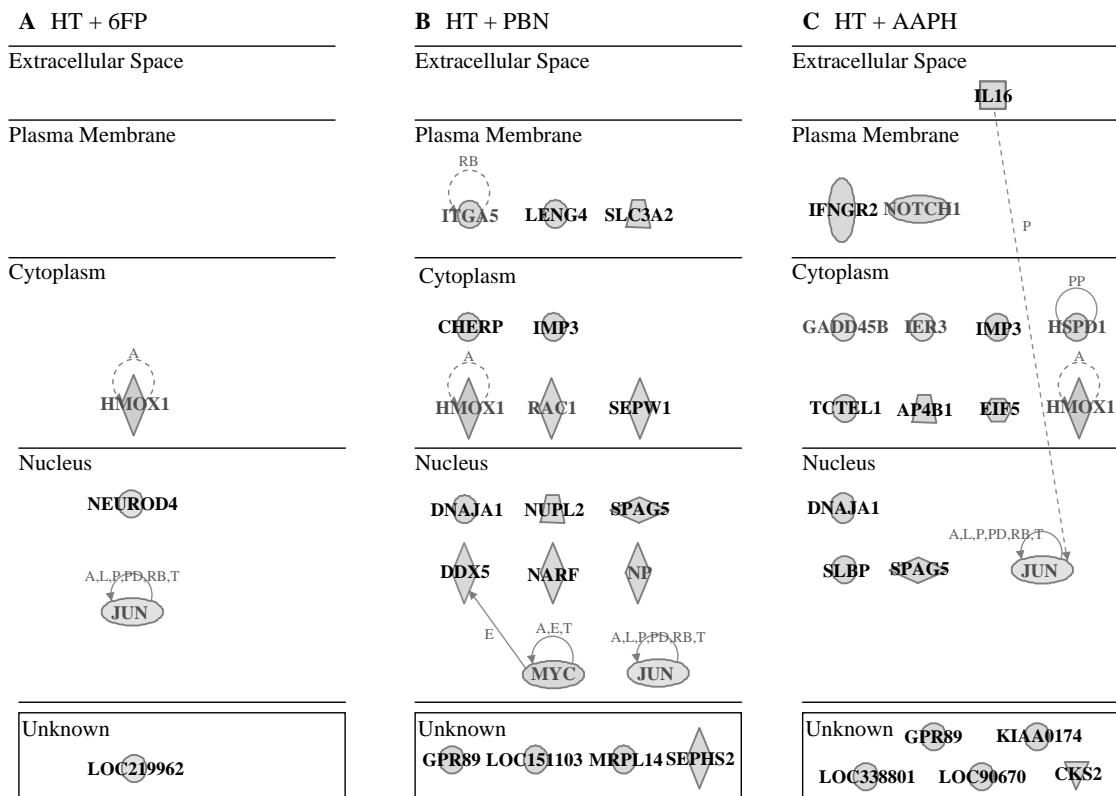 A HT + 6FP
Extracellular Space
Plasma Membrane
Cytoplasm
A
HMOX1
Nucleus
NEUROD4
A,L,P,PD,RB,T
JUN
Unknown
LOC219962
B HT + PBN
Extracellular Space
Plasma Membrane
RB
ITGA5 LENG4 SLC3A2
Cytoplasm
CHERP IMP3
A
HMOX1 RAC1 SEPW1
Nucleus
DNAJA1 NUPL2 SPAG5
DDX5 NARF NP
E A,E,T A,L,P,PD,RB,T
MYC JUN
Unknown
GPR89 LOC151103 MRPL14 SEPHS2
C HT + AAPH
Extracellular Space
IL16
Plasma Membrane
IFNGR2 NOTCH1
P
Cytoplasm
PP
GADD45B IER3 IMP3 HSPD1
A
TCTEL1 AP4B1 EIF5 HMOX1
Nucleus
DNAJA1
A,L,P,PD,RB,T
SLBP SPAG5 JUN
Unknown
GPR89 KIAA0174
LOC338801 LOC90670 CKS2